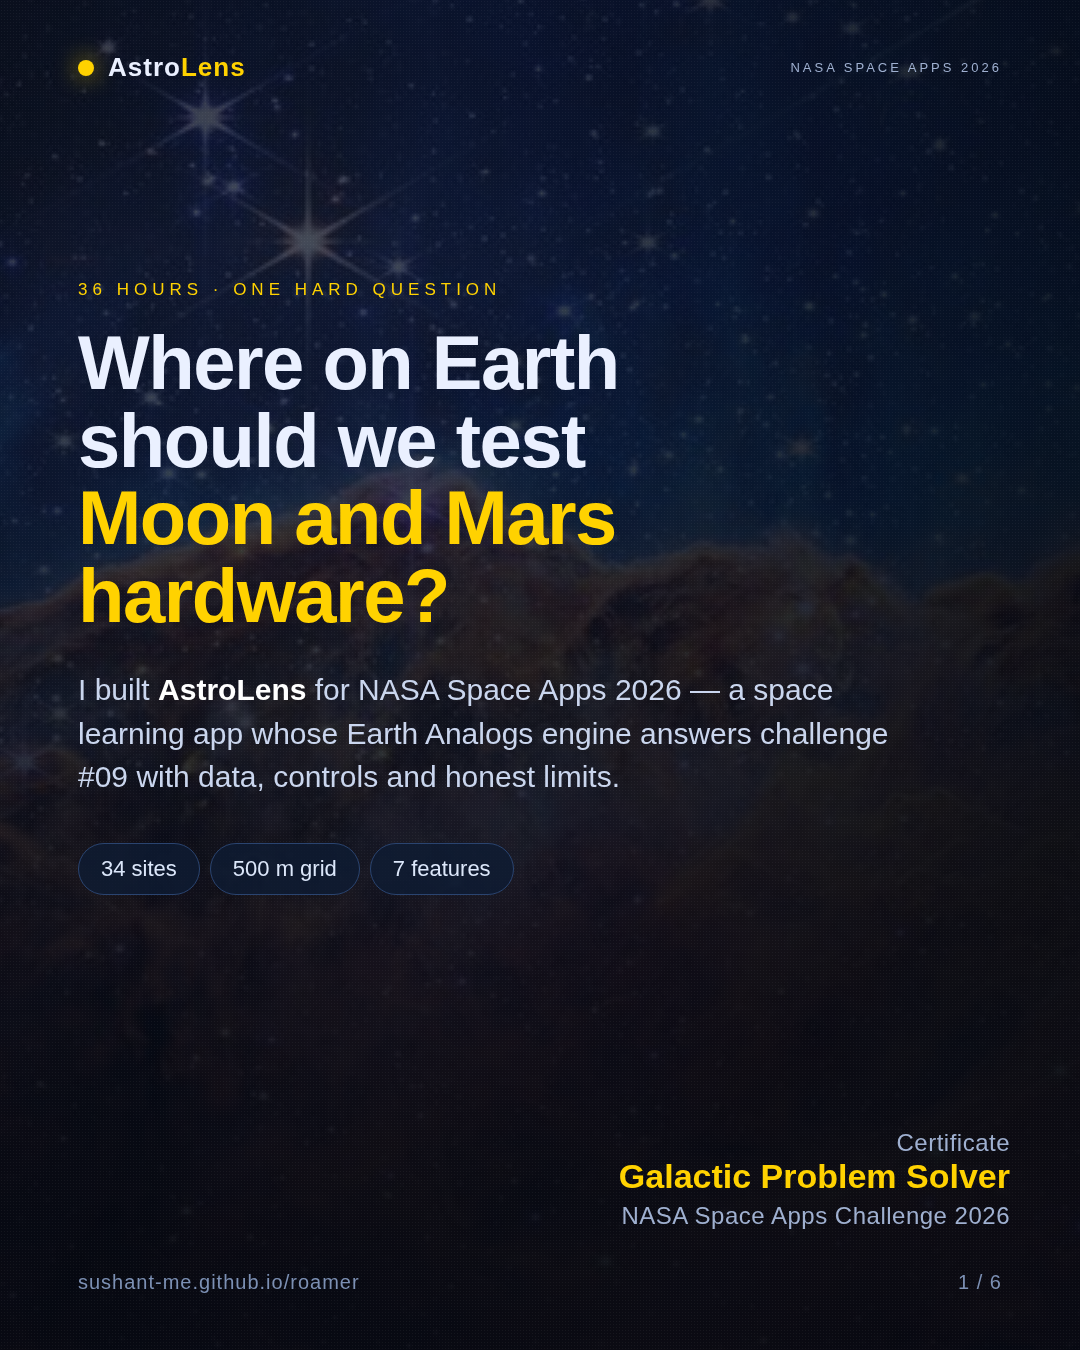 AstroLens
NASA SPACE APPS 2026
36 HOURS · ONE HARD QUESTION
Where on Earth
should we test
Moon and Mars
hardware?
I built AstroLens for NASA Space Apps 2026 — a space
learning app whose Earth Analogs engine answers challenge
#09 with data, controls and honest limits.
34 sites
500 m grid
7 features
Certificate
Galactic Problem Solver
NASA Space Apps Challenge 2026
sushant-me.github.io/roamer
1 / 6